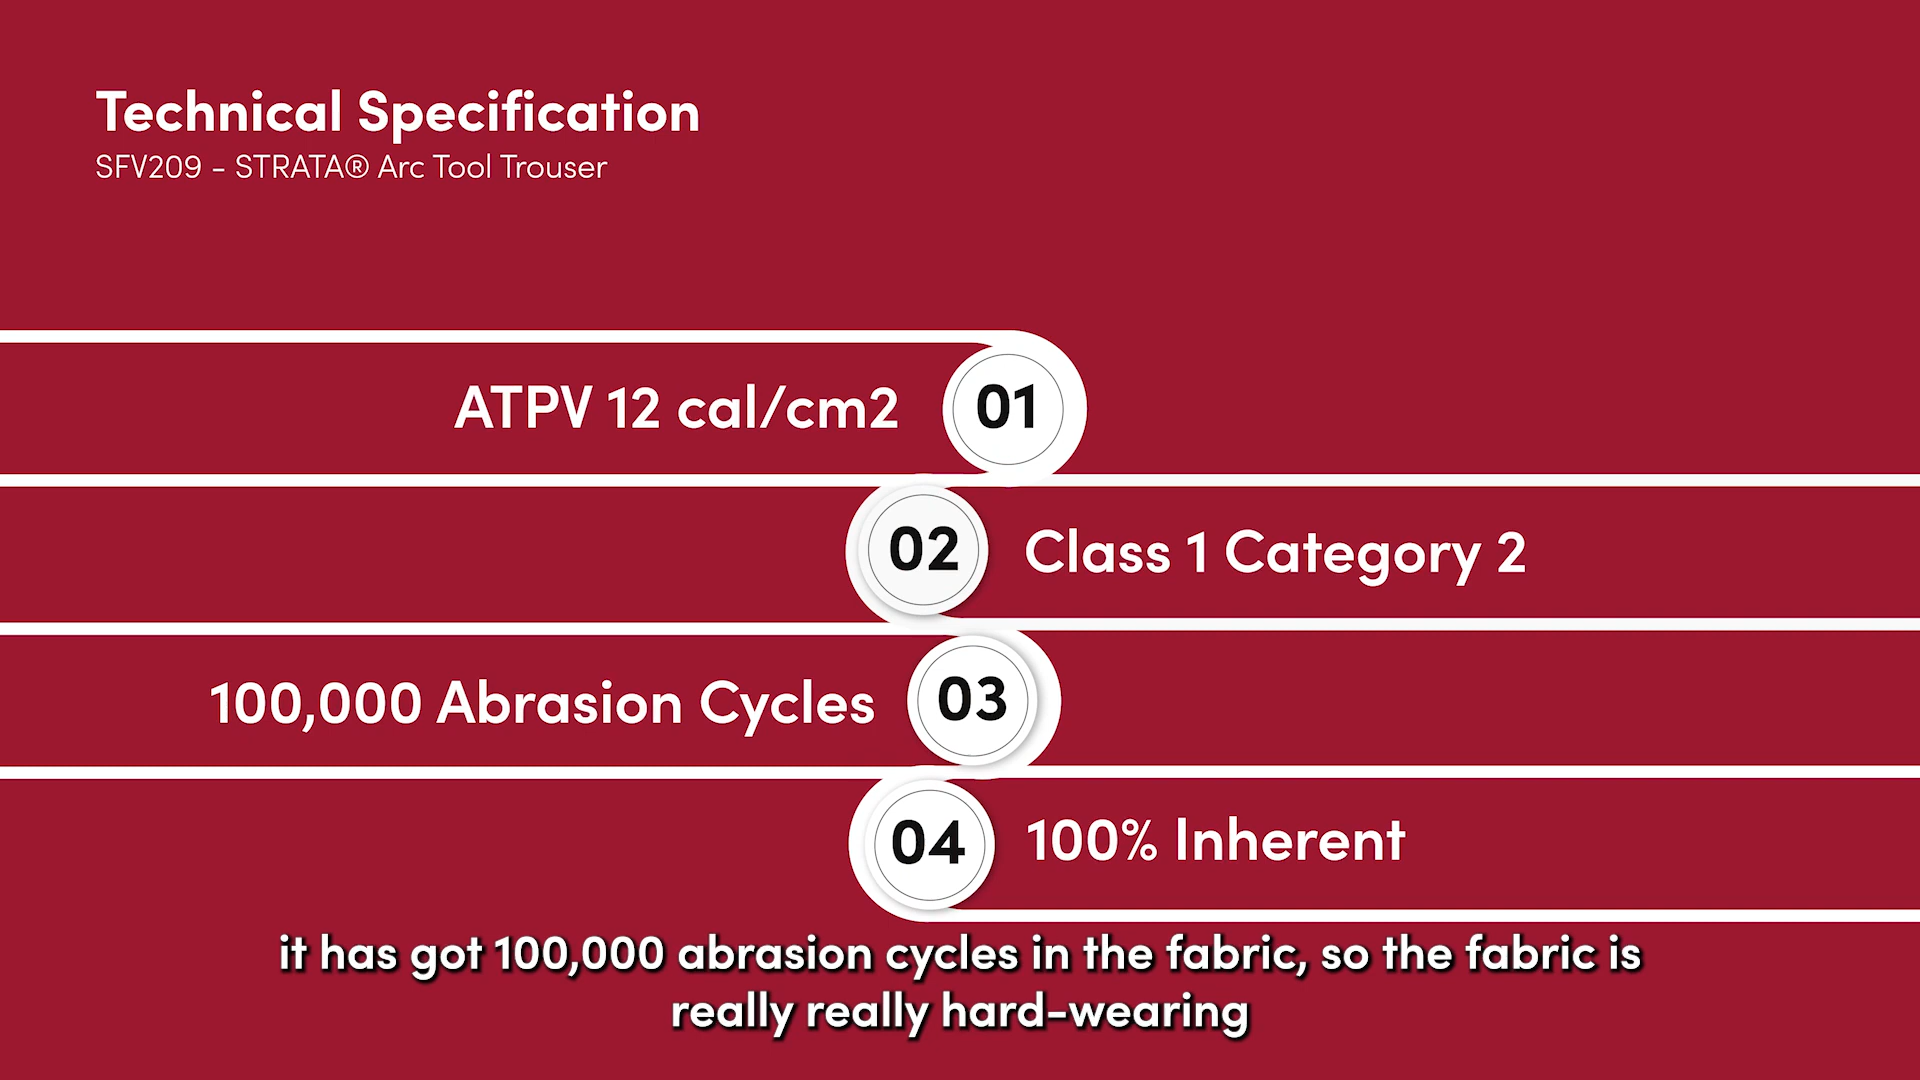 Technical Specification
SFV209 - STRATA® Arc Tool Trouser
ATPV 12 cal/cm2
01
02
Class 1 Category 2
100,000 Abrasion Cycles
03
04
100% Inherent
it has got 100,000 abrasion cycles in the fabric, so the fabric is
really really hard-wearing